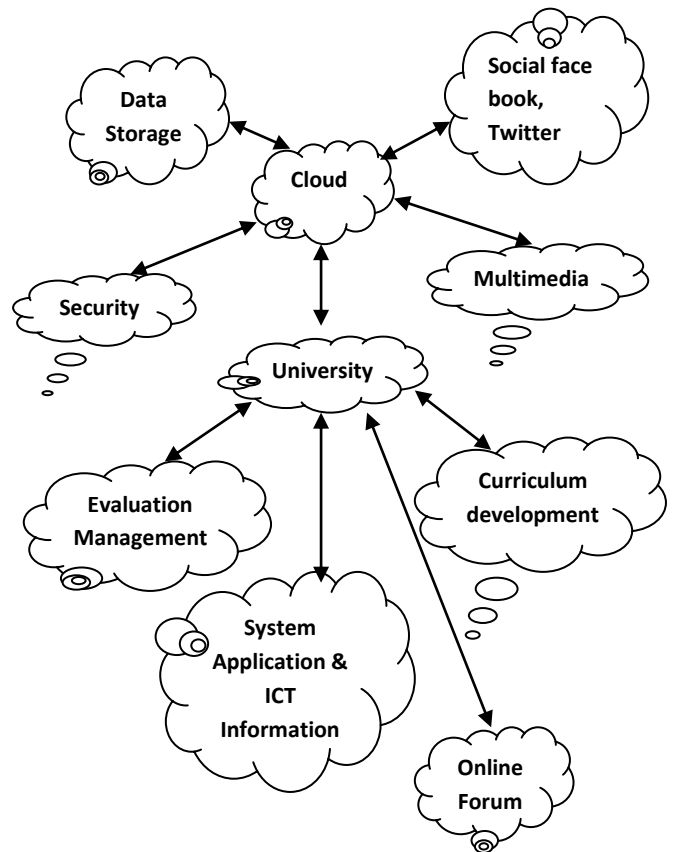 Data
Storage
Social face
book,
Twitter
Cloud
Security
Multimedia
University
Evaluation
Management
Curriculum
development
System
Application &
ICT
Information
Online
Forum